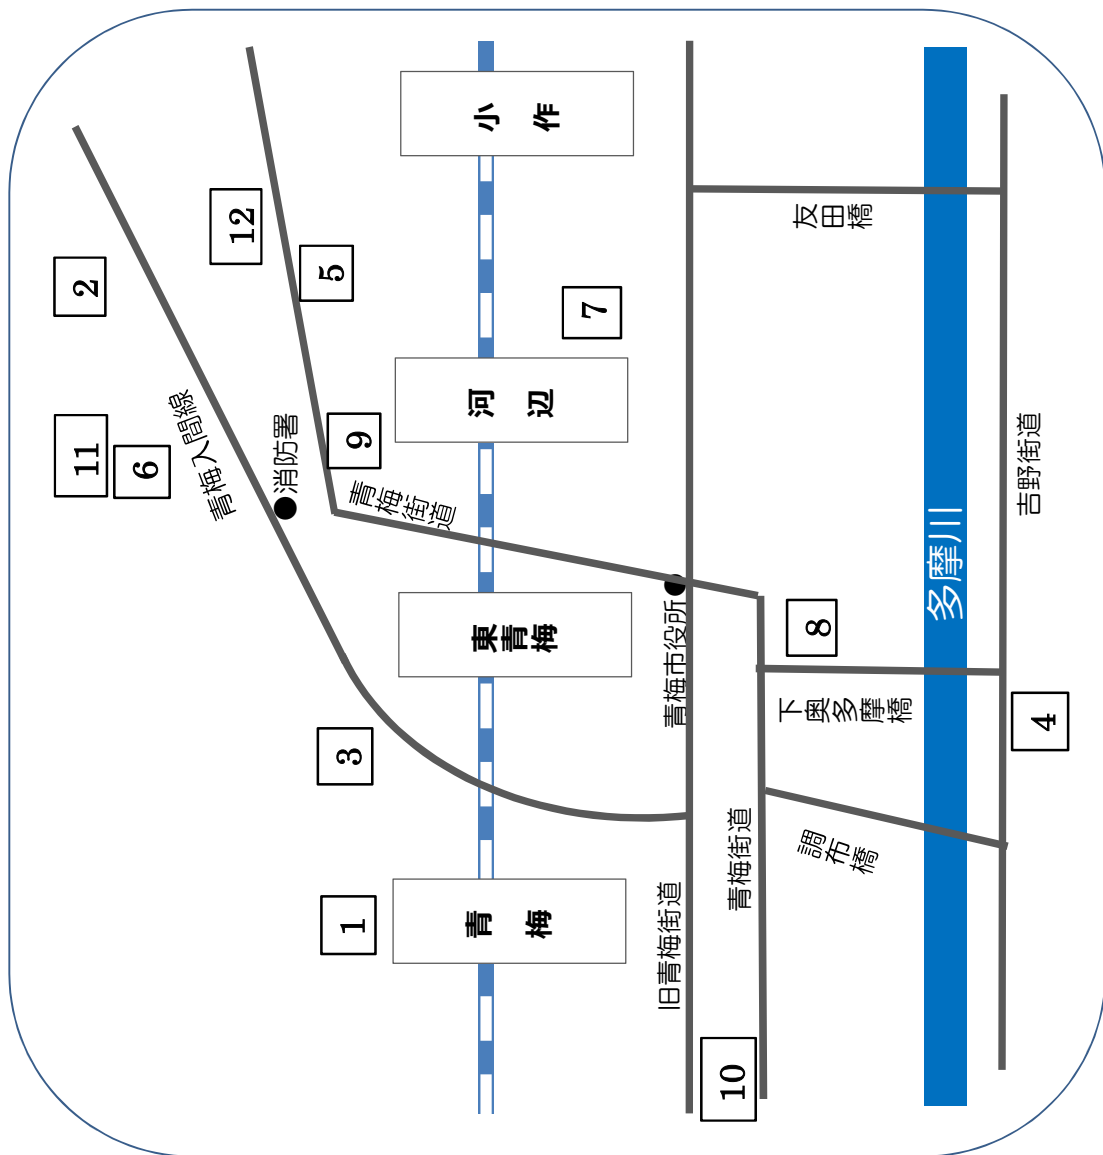 11
2
6
青梅入間線
12
消防署
1
3
9
5
青梅街道
青　梅
東青梅
河　辺
小　作
7
旧青梅街道
青梅市役所
10
青梅街道
8
調布橋
下奥多摩橋
友田橋
多摩川
4
吉野街道